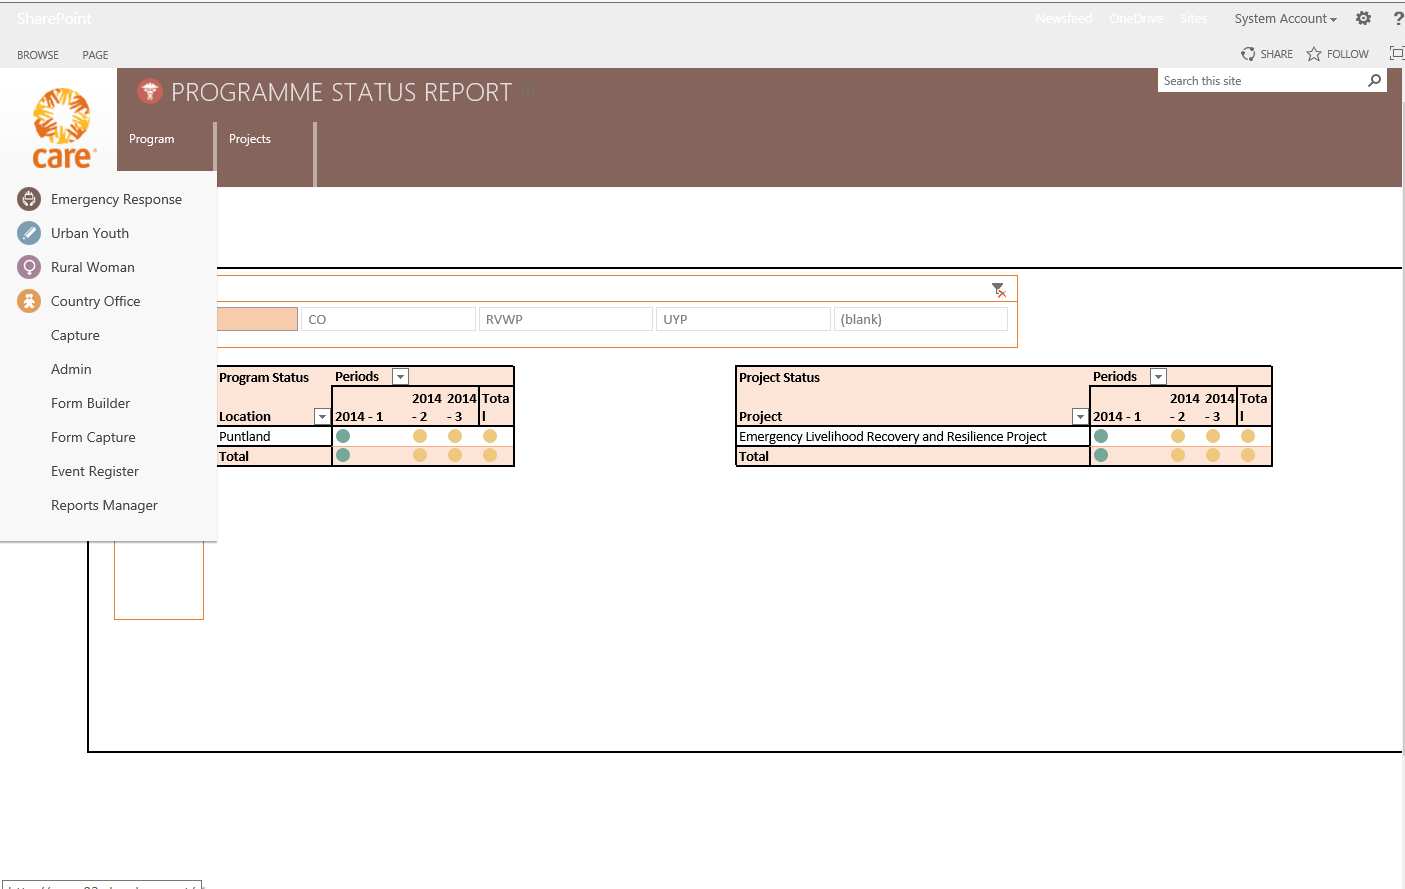 SharePoint
Newsfeed OneDrive Sites System Account ?
BROWSE PAGE
SHARE FOLLOW
PROGRAMME STATUS REPORT
Search this site
Program Projects
care
Emergency Response
Urban Youth
Rural Woman
Country Office
Capture
Admin
Form Builder
Form Capture
Event Register
Reports Manager
CO RVWP UYP (blank)
Program Status Periods
2014 2014 Tota
Location 2014 - 1 - 2 - 3 l
Puntland
Total
Project Status Periods
2014 2014 Tota
Project 2014 - 1 - 2 - 3 l
Emergency Livelihood Recovery and Resilience Project
Total